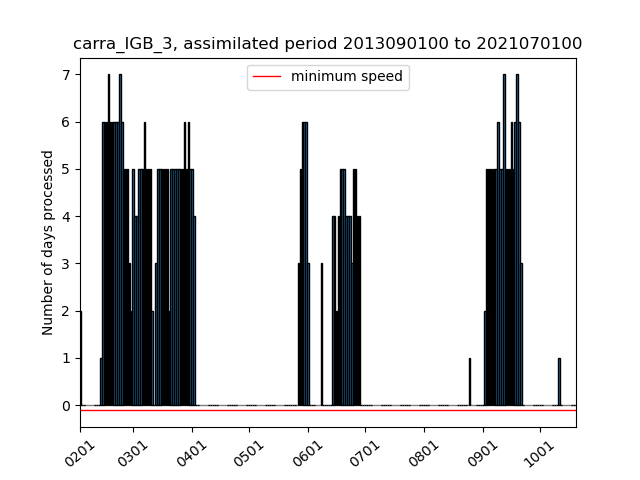 carra_IGB_3, assimilated period 2013090100 to 2021070100
minimum speed
Number of days processed
7
6
5
4
3
2
1
0
0201 0301 0401 0501 0601 0701 0801 0901 1001